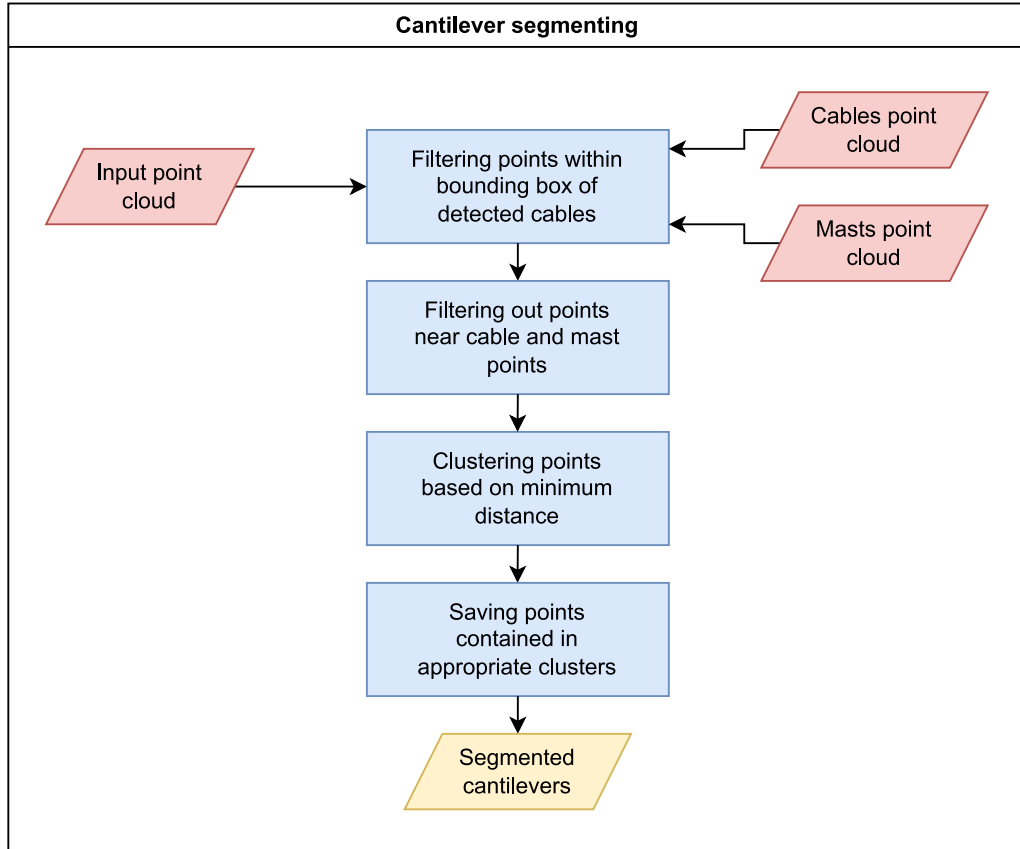 Cantilever segmenting
Cables point
cloud
Input point
cloud
Filtering points within
bounding box of
detected cables
Masts point
cloud
Filtering out points
near cable and mast
points
Clustering points
based on minimum
distance
Saving points
contained in
appropriate clusters
Segmented
cantilevers